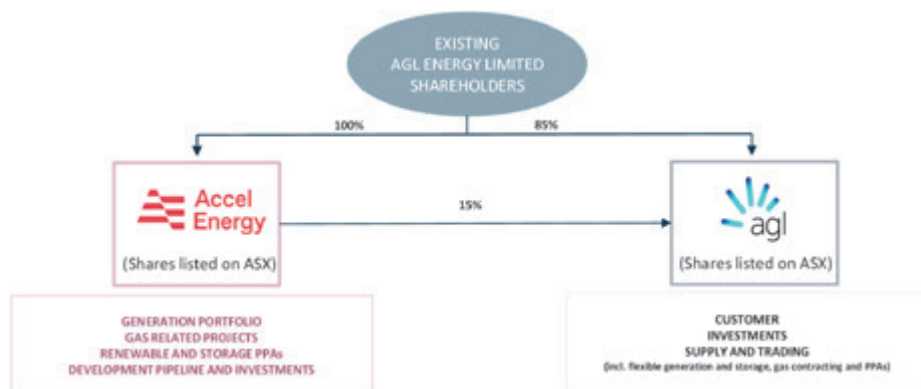 EXISTING
AGL ENERGY LIMITED
SHAREHOLDERS
100%
85%
Accel
Energy
(Shares listed on ASX)
15%
agl
(Shares listed on ASX)
GENERATION PORTFOLIO
GAS RELATED PROJECTS
RENEWABLE AND STORAGE PPAs
DEVELOPMENT PIPELINE AND INVESTMENTS
CUSTOMER
INVESTMENTS
SUPPLY AND TRADING
(incl. flexible generation and storage, gas contracting and PPAs)